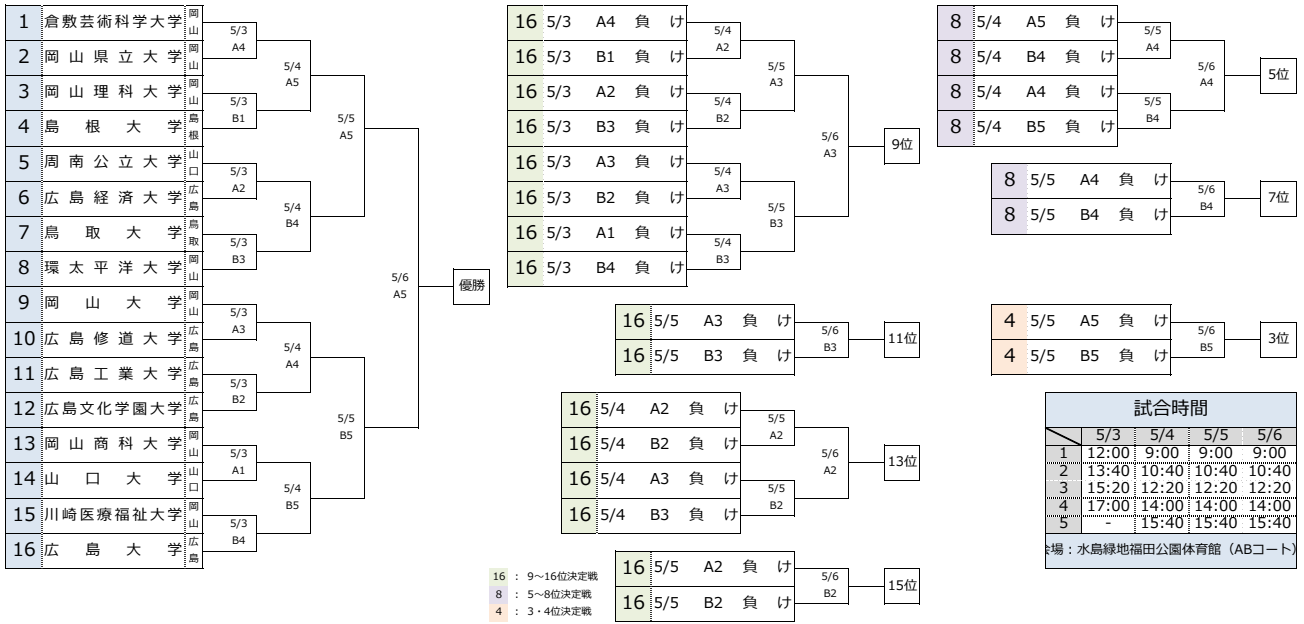 1 倉敷芸術科学大学 岡山
2 岡山県立大学 岡山
3 岡山理科大学 岡山
4 島根大学 島根
5 周南公立大学 山口
6 広島経済大学 広島
7 鳥取大学 鳥取
8 環太平洋大学 岡山
9 岡山大学 岡山
10 広島修道大学 広島
11 広島工業大学 広島
12 広島文化学園大学 広島
13 岡山商科大学 岡山
14 山口大学 山口
15 川崎医療福祉大学 岡山
16 広島大学 広島
5/3 A4
5/3 B1
5/3 A2
5/3 B3
5/3 A3
5/3 B2
5/3 A1
5/3 B4
5/4 A5
5/4 B4
5/4 A4
5/4 B5
5/5 A5
5/5 B5
5/6 A5
優勝
16 5/3 A4 負け
16 5/3 B1 負け
16 5/3 A2 負け
16 5/3 B3 負け
16 5/3 A3 負け
16 5/3 B2 負け
16 5/3 A1 負け
16 5/3 B4 負け
5/4 A2
5/4 B2
5/4 A3
5/4 B3
5/5 A3
5/5 B3
5/6 A3
9位
16 5/5 A3 負け
16 5/5 B3 負け
5/6 B3
11位
16 5/4 A2 負け
16 5/4 B2 負け
16 5/4 A3 負け
16 5/4 B3 負け
5/5 A2
5/5 B2
5/6 A2
13位
16 5/5 A2 負け
16 5/5 B2 負け
5/6 B2
15位
16 : 9～16位決定戦
8 : 5～8位決定戦
4 : 3・4位決定戦
8 5/4 A5 負け
8 5/4 B4 負け
8 5/4 A4 負け
8 5/4 B5 負け
5/5 A4
5/5 B4
5/6 A4
5位
8 5/5 A4 負け
8 5/5 B4 負け
5/6 B4
7位
4 5/5 A5 負け
4 5/5 B5 負け
5/6 B5
3位
試合時間
5/3 5/4 5/5 5/6
1 12:00 9:00 9:00 9:00
2 13:40 10:40 10:40 10:40
3 15:20 12:20 12:20 12:20
4 17:00 14:00 14:00 14:00
5 - 15:40 15:40 15:40
会場：水島緑地福田公園体育館（ABコート）